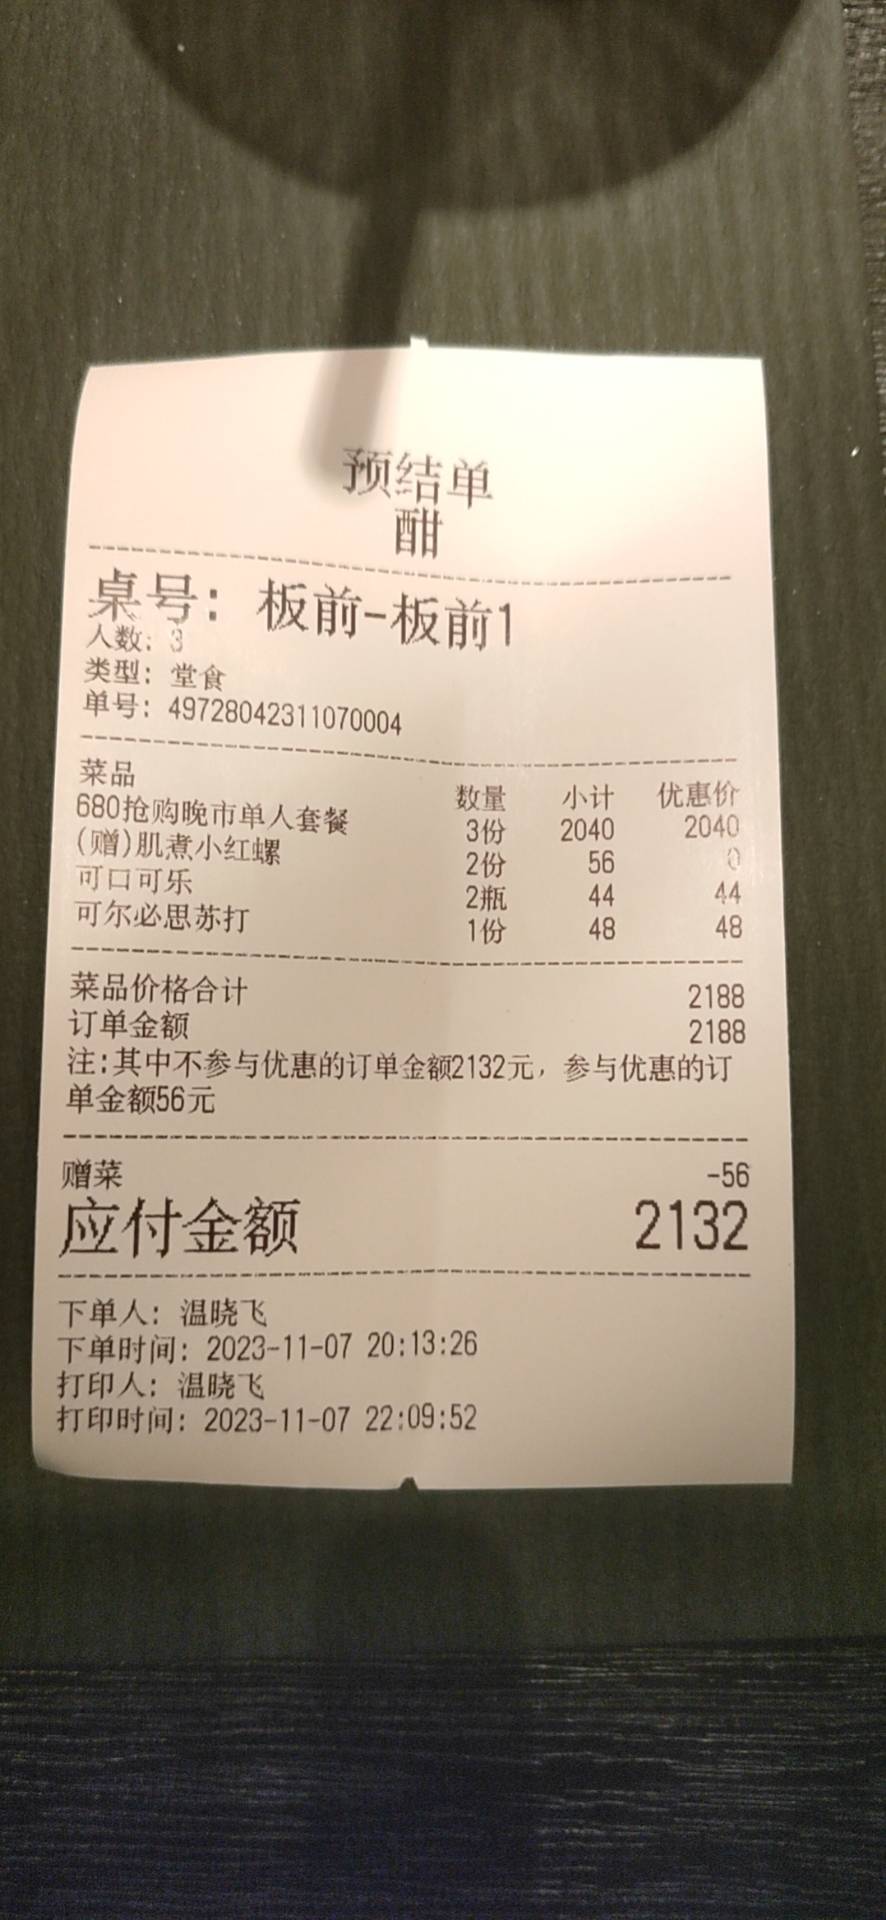 预结单
酣
桌号：板前-板前1
人数：3
类型：堂食
单号：49728042311070004
菜品 数量 小计 优惠价
680抢购晚市单人套餐 3份 2040 2040
(赠)肌煮小红螺 2份 56 0
可口可乐 2瓶 44 44
可尔必思苏打 1份 48 48
菜品价格合计 2188
订单金额 2188
注:其中不参与优惠的订单金额2132元，参与优惠的订
单金额56元
赠菜 -56
应付金额 2132
下单人：温晓飞
下单时间：2023-11-07 20:13:26
打印人：温晓飞
打印时间：2023-11-07 22:09:52